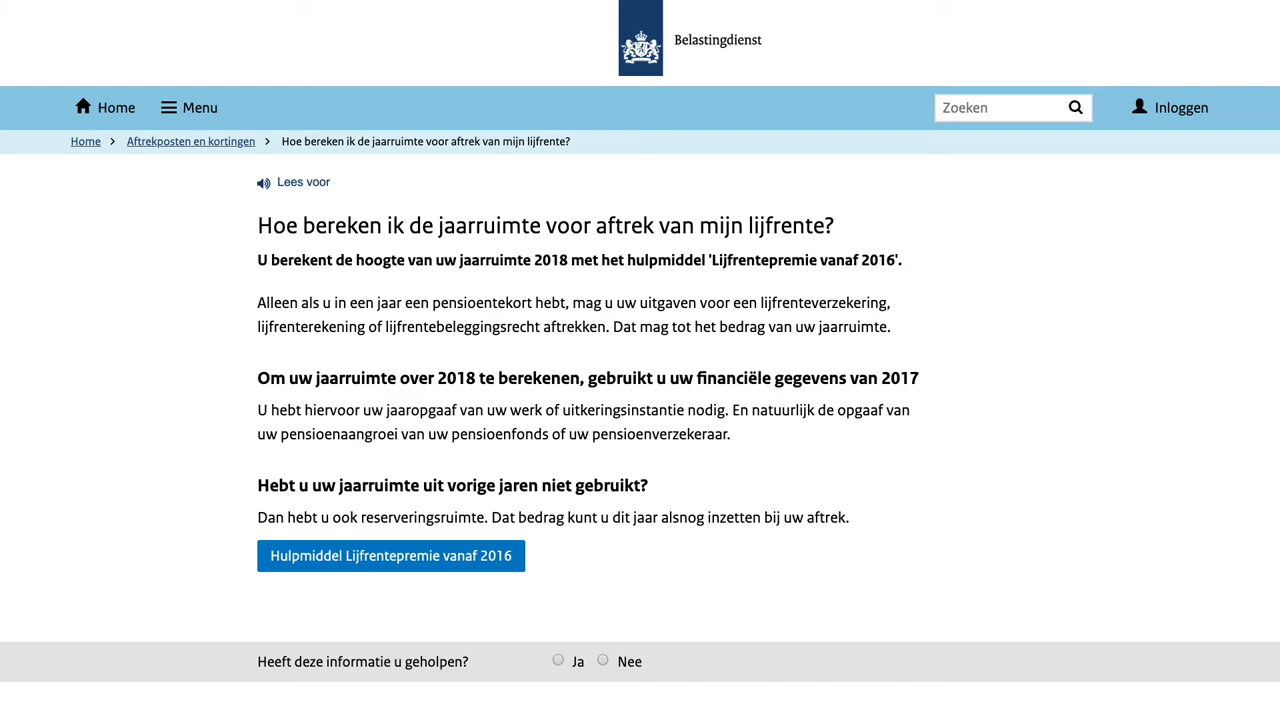 Belastingdienst
Home
Menu
Zoeken
Inloggen
Home > Aftrekposten en kortingen > Hoe bereken ik de jaarruimte voor aftrek van mijn lijfrente?
Lees voor
Hoe bereken ik de jaarruimte voor aftrek van mijn lijfrente?
U berekent de hoogte van uw jaarruimte 2018 met het hulpmiddel 'Lijfrentepremie vanaf 2016'.
Alleen als u in een jaar een pensioentekort hebt, mag u uw uitgaven voor een lijfrenteverzekering,
lijfrenterekening of lijfrentebeleggingsrecht aftrekken. Dat mag tot het bedrag van uw jaarruimte.
Om uw jaarruimte over 2018 te berekenen, gebruikt u uw financiële gegevens van 2017
U hebt hiervoor uw jaaropgaaf van uw werk of uitkeringsinstantie nodig. En natuurlijk de opgaaf van
uw pensioenaangroei van uw pensioenfonds of uw pensioenverzekeraar.
Hebt u uw jaarruimte uit vorige jaren niet gebruikt?
Dan hebt u ook reserveringsruimte. Dat bedrag kunt u dit jaar alsnog inzetten bij uw aftrek.
Hulpmiddel Lijfrentepremie vanaf 2016
Heeft deze informatie u geholpen? Ja Nee